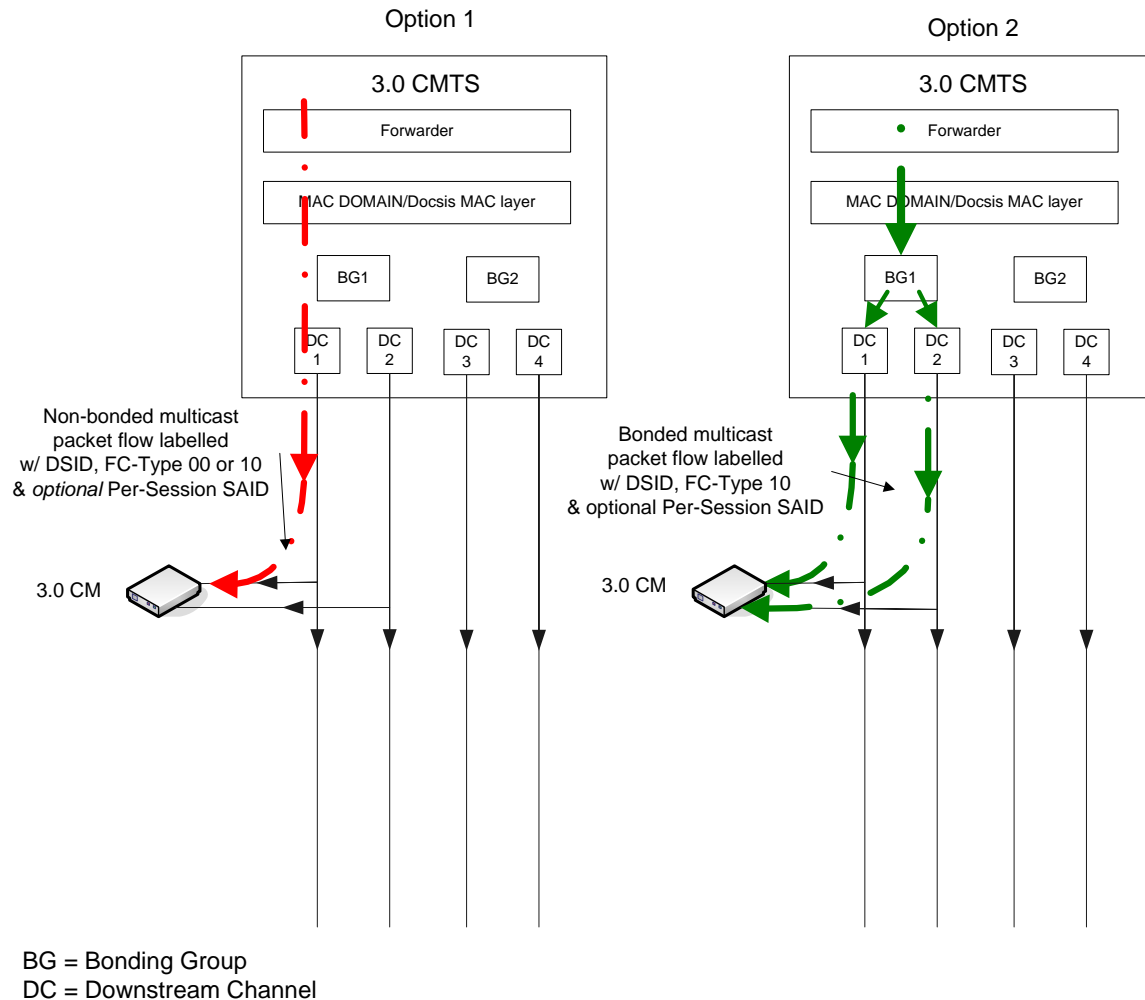 Option 1
3.0 CMTS
Forwarder
MAC DOMAIN/Docsis MAC layer
BG1
BG2
DC
1
DC
2
DC
3
DC
4
Non-bonded multicast
packet flow labelled
w/ DSID, FC-Type 00 or 10
& optional Per-Session SAID
3.0 CM
Option 2
3.0 CMTS
Forwarder
MAC DOMAIN/Docsis MAC layer
BG1
BG2
DC
1
DC
2
DC
3
DC
4
Bonded multicast
packet flow labelled
w/ DSID, FC-Type 10
& optional Per-Session SAID
3.0 CM
BG = Bonding Group
DC = Downstream Channel